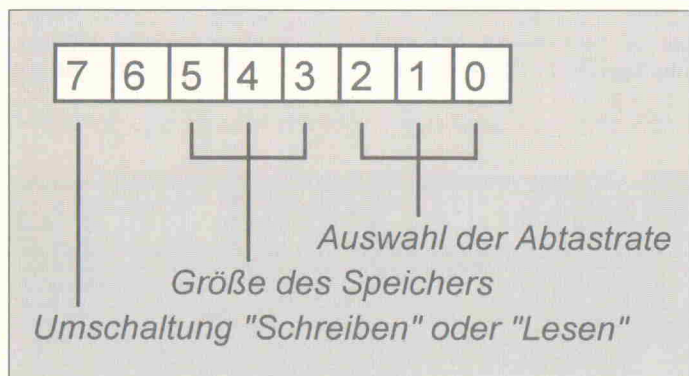 7 6 5 4 3 2 1 0
Auswahl der Abtastrate
Größe des Speichers
Umschaltung "Schreiben" oder "Lesen"